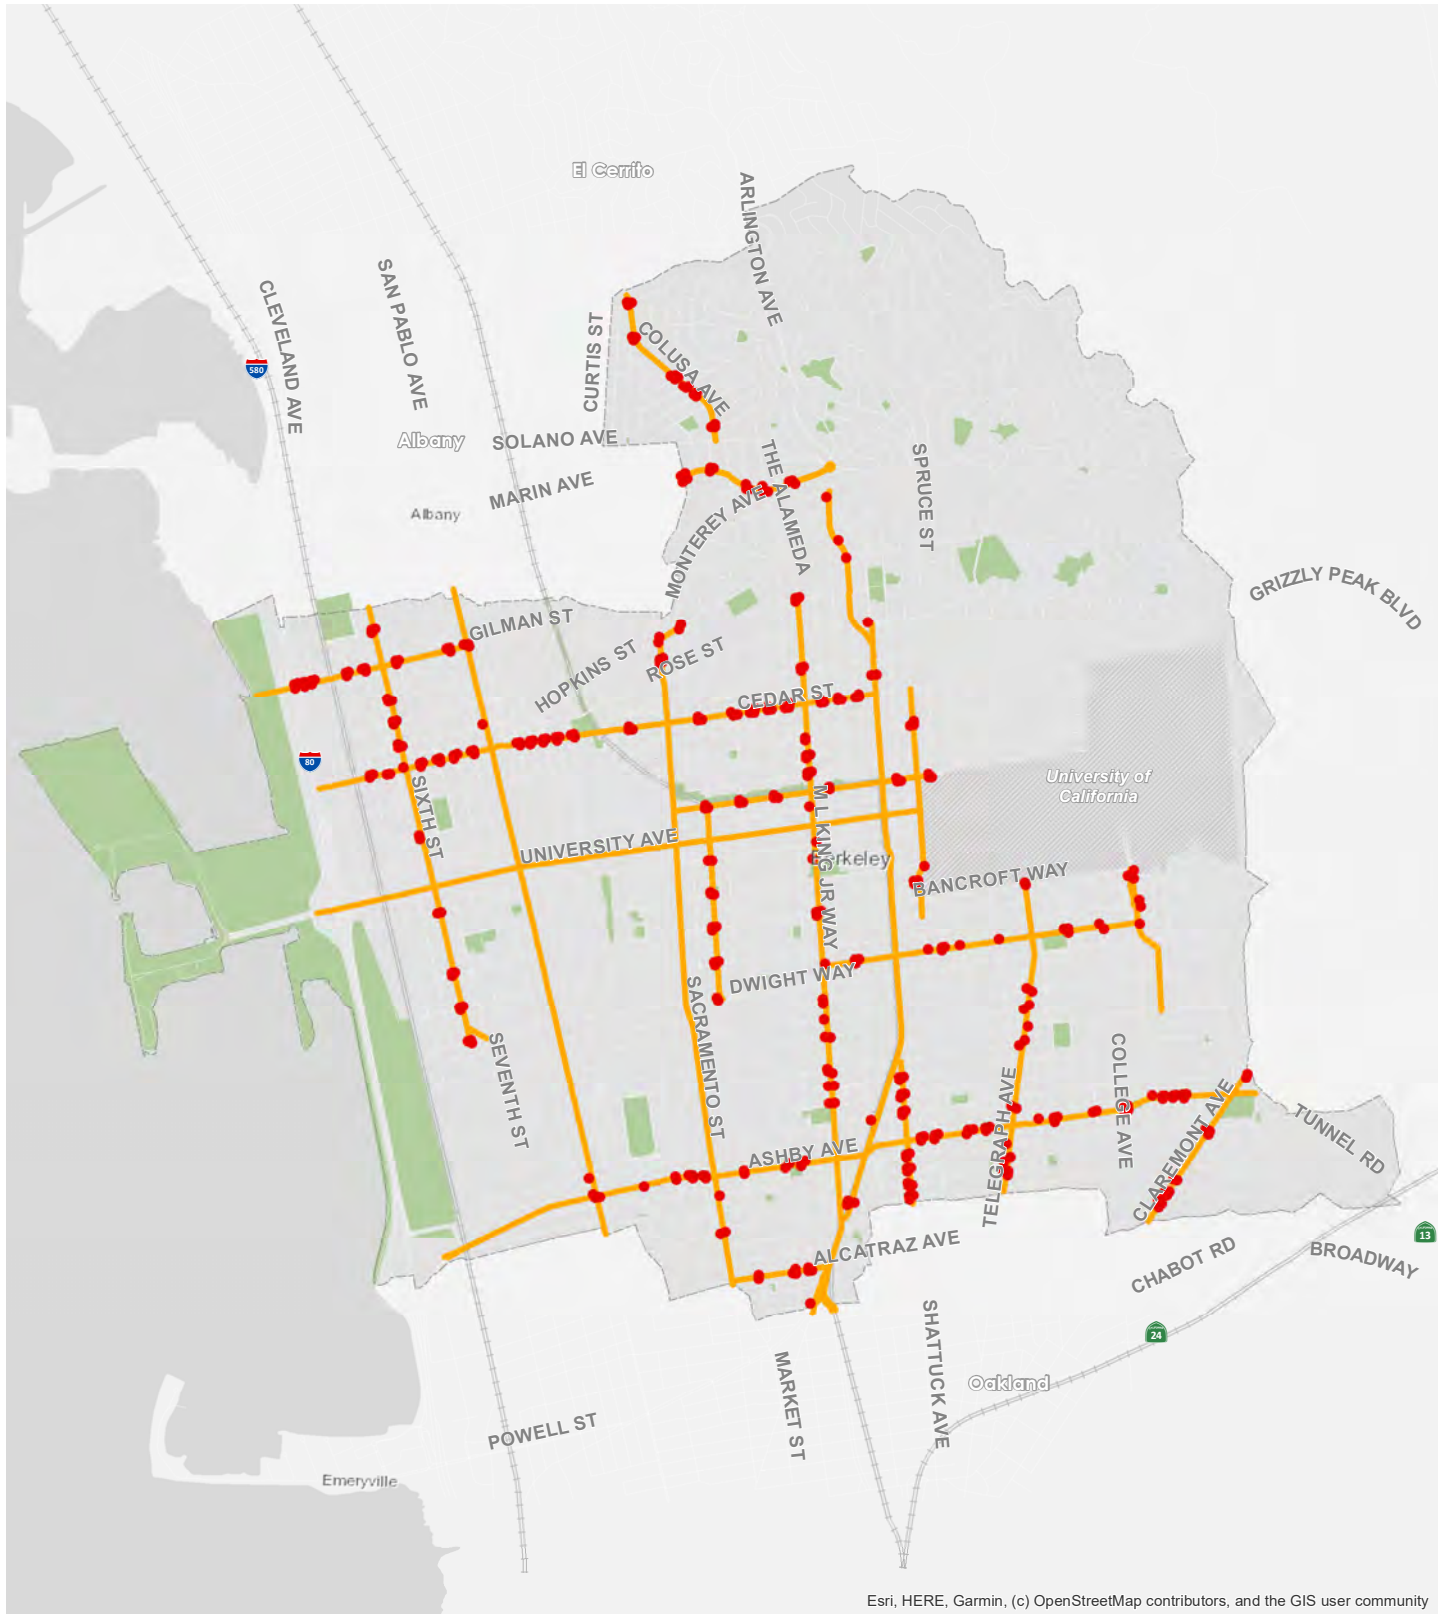 El Cerrito
ARLINGTON AVE
SAN PABLO AVE
CLEVELAND AVE
CURTIS ST
COLUSA AVE
580
Albany
SOLANO AVE
THE ALAMEDA
SPRUCE ST
MARIN AVE
Albany
MONTEREY AVE
GRIZZLY PEAK BLVD
GILMAN ST
HOPKINS ST
ROSE ST
CEDAR ST
80
SIXTH ST
University of
California
M L KING JR WAY
UNIVERSITY AVE
Berkeley
BANCROFT WAY
DWIGHT WAY
SACRAMENTO ST
SEVENTH ST
COLLEGE AVE
TELEGRAPH AVE
CLAREMONT AVE
TUNNEL RD
ASHBY AVE
ALCATRAZ AVE
CHABOT RD
BROADWAY
13
24
SHATTUCK AVE
MARKET ST
Oakland
POWELL ST
Emeryville
Esri, HERE, Garmin, (c) OpenStreetMap contributors, and the GIS user community